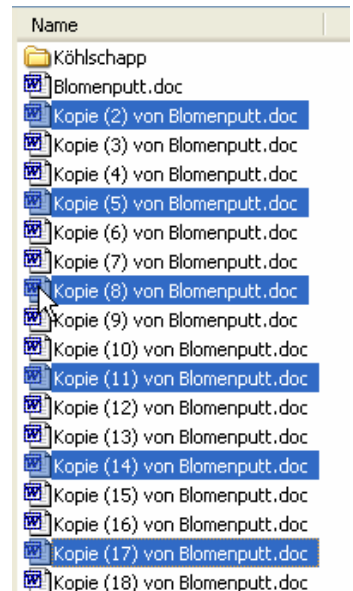 Name
Köhlschapp
Blomenputt.doc
Kopie (2) von Blomenputt.doc
Kopie (3) von Blomenputt.doc
Kopie (4) von Blomenputt.doc
Kopie (5) von Blomenputt.doc
Kopie (6) von Blomenputt.doc
Kopie (7) von Blomenputt.doc
Kopie (8) von Blomenputt.doc
Kopie (9) von Blomenputt.doc
Kopie (10) von Blomenputt.doc
Kopie (11) von Blomenputt.doc
Kopie (12) von Blomenputt.doc
Kopie (13) von Blomenputt.doc
Kopie (14) von Blomenputt.doc
Kopie (15) von Blomenputt.doc
Kopie (16) von Blomenputt.doc
Kopie (17) von Blomenputt.doc
Kopie (18) von Blomenputt.doc